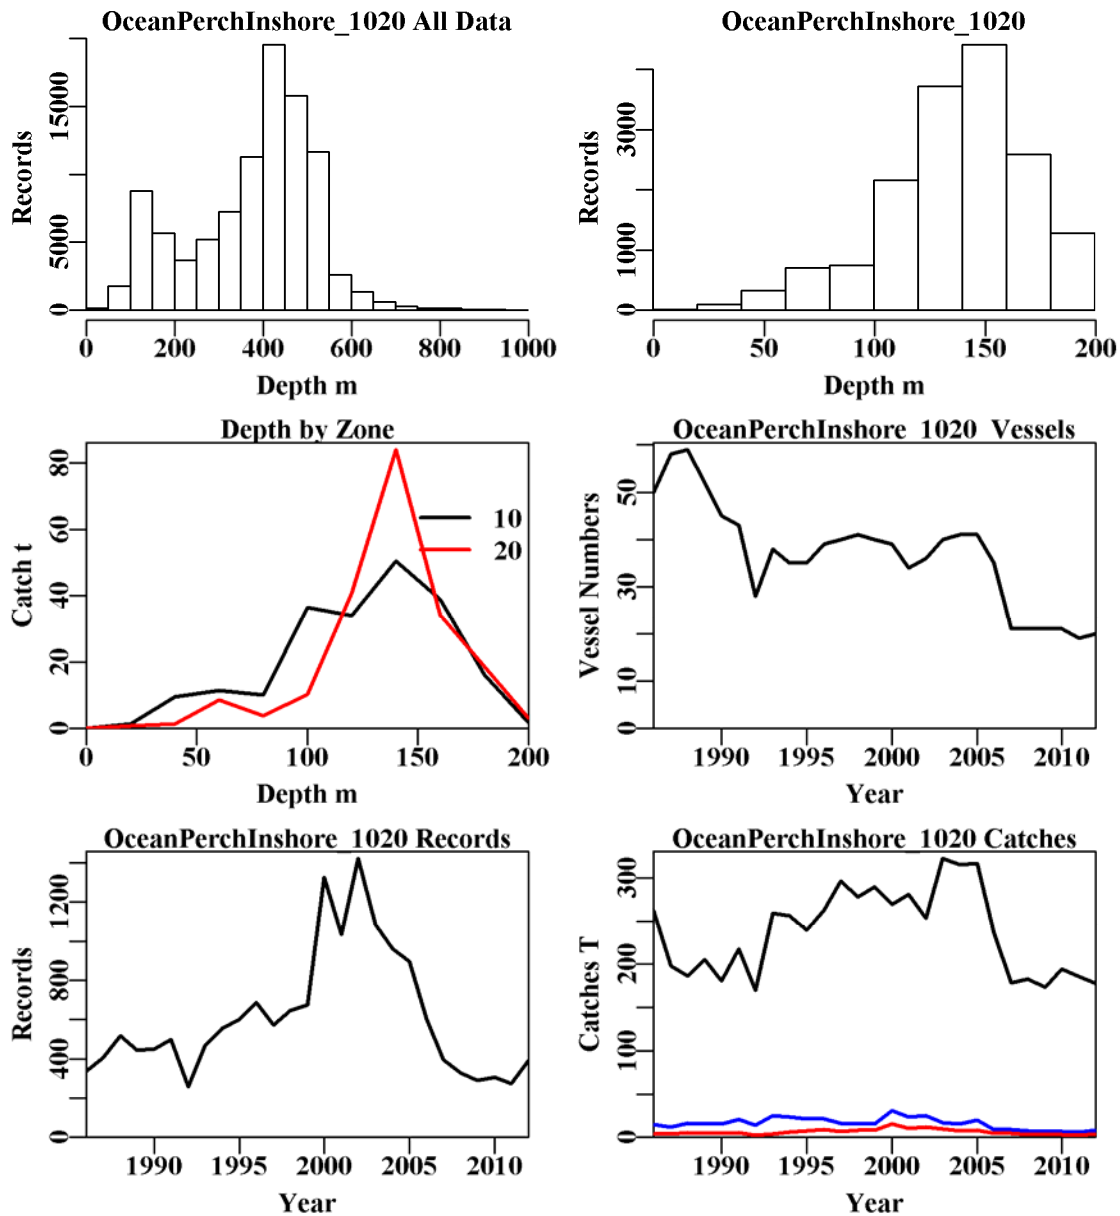 OceanPerchInshore_1020 All Data
Records
0 5000 15000
0 200 400 600 800 1000
Depth m
OceanPerchInshore_1020
Records
0 1000 3000
0 50 100 150 200
Depth m
Depth by Zone
Catch t
0 20 40 60 80
10
20
0 50 100 150 200
Depth m
OceanPerchInshore_1020_Vessels
Vessel Numbers
0 10 30 50
1990 1995 2000 2005 2010
Year
OceanPerchInshore_1020 Records
Records
0 400 800 1200
1990 1995 2000 2005 2010
Year
OceanPerchInshore_1020 Catches
Catches T
0 100 200 300
1990 1995 2000 2005 2010
Year